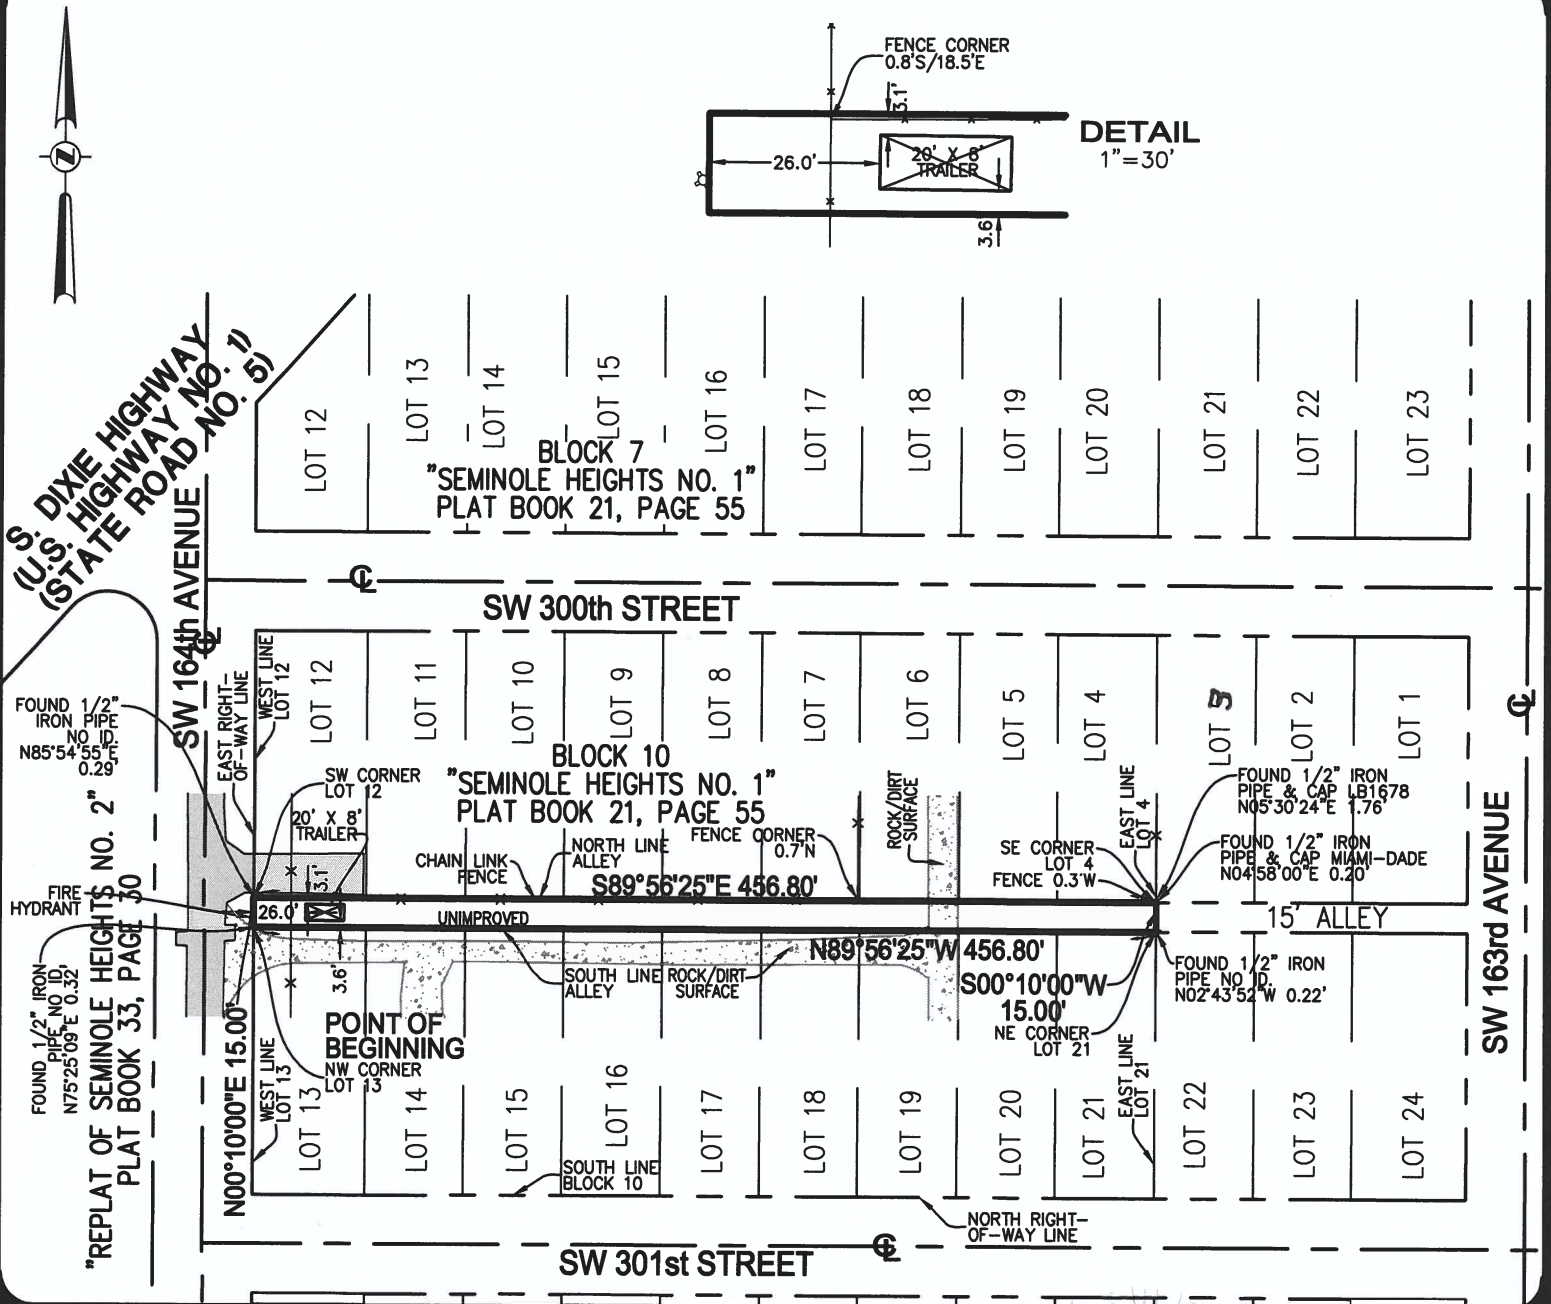 FENCE CORNER
0.8'S/18.5'E
3.1'
DETAIL
1"=30'
26.0'
20' X 8'
TRAILER
3.6'
N
S. DIXIE HIGHWAY
(U.S. HIGHWAY NO. 1)
(STATE ROAD NO. 5)
SW 164th AVENUE
LOT 12
LOT 13
LOT 14
LOT 15
LOT 16
LOT 17
LOT 18
LOT 19
LOT 20
LOT 21
LOT 22
LOT 23
BLOCK 7
"SEMINOLE HEIGHTS NO. 1"
PLAT BOOK 21, PAGE 55
CL
SW 300th STREET
CL
CL
EAST RIGHT-
OF-WAY LINE
WEST LINE
LOT 12
LOT 12
LOT 11
LOT 10
LOT 9
LOT 8
LOT 7
LOT 6
LOT 5
LOT 4
LOT 3
LOT 2
LOT 1
FOUND 1/2"
IRON PIPE
NO ID.
N85°54'55"E
0.29'
BLOCK 10
"SEMINOLE HEIGHTS NO. 1"
PLAT BOOK 21, PAGE 55
SW CORNER
LOT 12
20' X 8'
TRAILER
CHAIN LINK
FENCE
NORTH LINE
ALLEY
FENCE CORNER
0.7'N
ROCK/DIRT
SURFACE
SE CORNER
LOT 4
FENCE 0.3'W
EAST LINE
LOT 4
FOUND 1/2" IRON
PIPE & CAP LB1678
N05°30'24"E 1.76'
FOUND 1/2" IRON
PIPE & CAP MIAMI-DADE
N04°58'00"E 0.20'
SW 163rd AVENUE
FIRE
HYDRANT
3.1'
S89°56'25"E 456.80'
26.0'
UNIMPROVED
15' ALLEY
N89°56'25"W 456.80'
3.6'
SOUTH LINE
ALLEY
ROCK/DIRT
SURFACE
S00°10'00"W
15.00'
FOUND 1/2" IRON
PIPE NO ID.
N02°43'52"W 0.22'
NE CORNER
LOT 21
FOUND 1/2" IRON
PIPE NO ID.
N75°25'09"E 0.32
"REPLAT OF SEMINOLE HEIGHTS NO. 2"
PLAT BOOK 33, PAGE 30
N00°10'00"E 15.00'
POINT OF
BEGINNING
NW CORNER
LOT 13
WEST LINE
LOT 13
EAST LINE
LOT 21
LOT 13
LOT 14
LOT 15
LOT 16
LOT 17
LOT 18
LOT 19
LOT 20
LOT 21
LOT 22
LOT 23
LOT 24
SOUTH LINE
BLOCK 10
NORTH RIGHT-
OF-WAY LINE
CL
SW 301st STREET